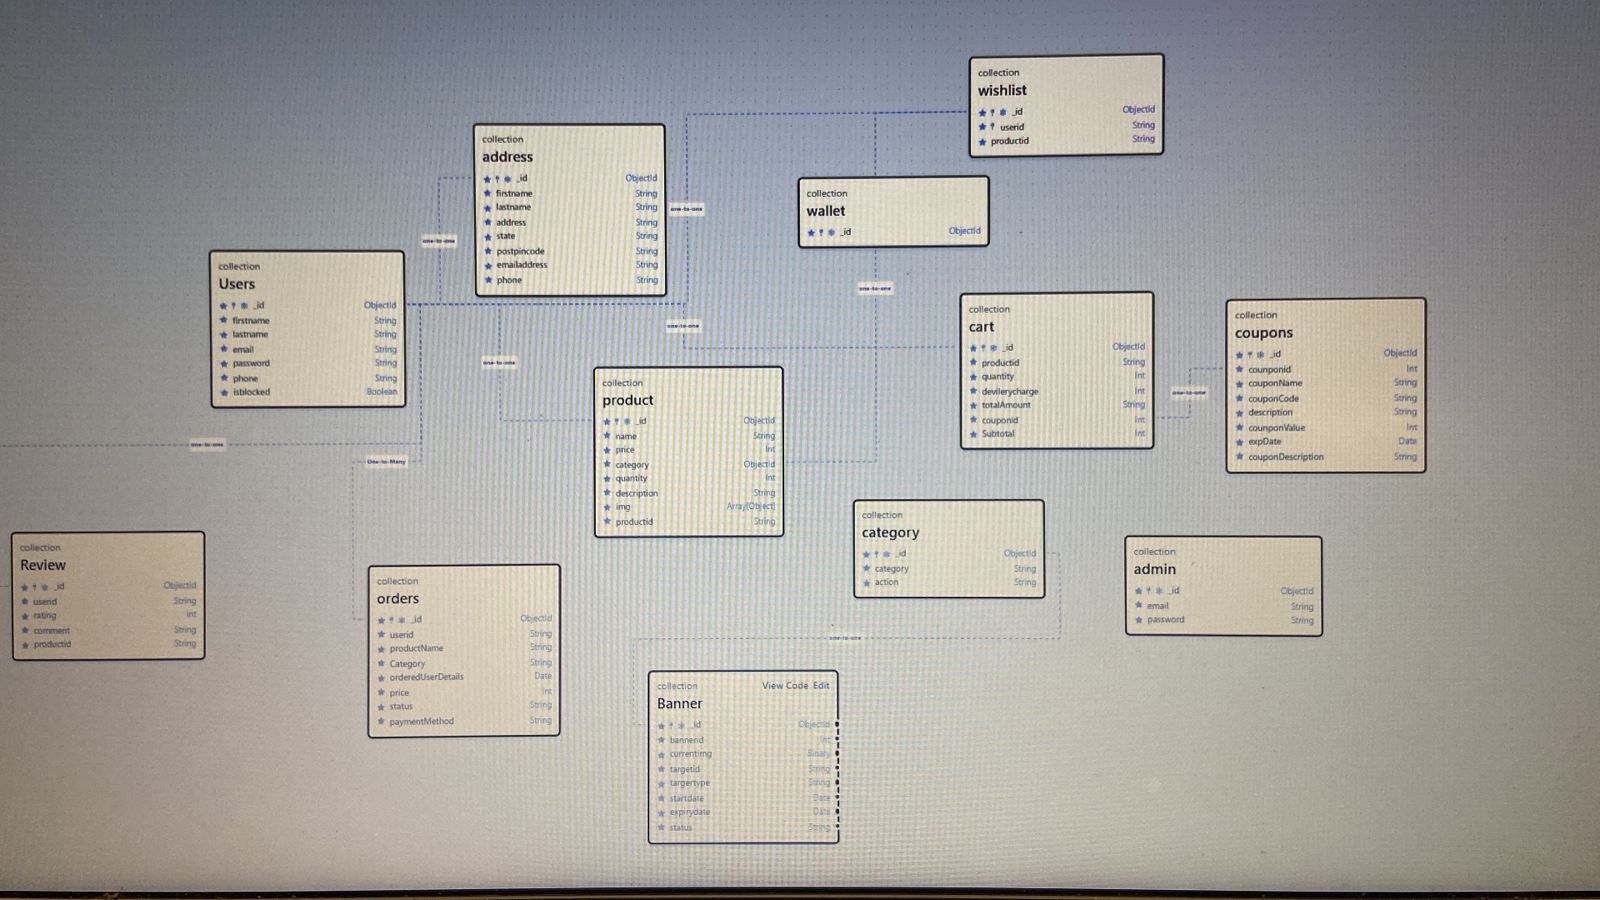 collection
wishlist
_id ObjectId
userid String
productid String
collection
address
_id ObjectId
firstname String
lastname String
address String
state String
postpincode String
emailaddress String
phone String
one-to-one
one-to-one
collection
wallet
_id ObjectId
one-to-one
collection
Users
_id ObjectId
firstname String
lastname String
email String
password String
phone String
isblocked Boolean
one-to-one
one-to-one
one-to-one
One-to-Many
collection
cart
_id ObjectId
productid String
quantity Int
devilerycharge Int
totalAmount String
couponid Int
Subtotal Int
one-to-one
collection
coupons
_id ObjectId
counponid Int
couponName String
couponCode String
description String
counponValue Int
expDate Date
couponDescription String
collection
product
_id ObjectId
name String
price Int
category ObjectId
quantity Int
description String
img Array[Object]
productid String
collection
category
_id ObjectId
category String
action String
one-to-one
collection
admin
_id ObjectId
email String
password String
collection
Review
_id ObjectId
userid String
rating Int
comment String
productid String
collection
orders
_id ObjectId
userid String
productName String
Category String
orderedUserDetails Date
price Int
status String
paymentMethod String
collection View Code Edit
Banner
_id ObjectId
bannerid Int
currentimg Binary
targetid String
targertype String
startdate Date
expirydate Date
status String